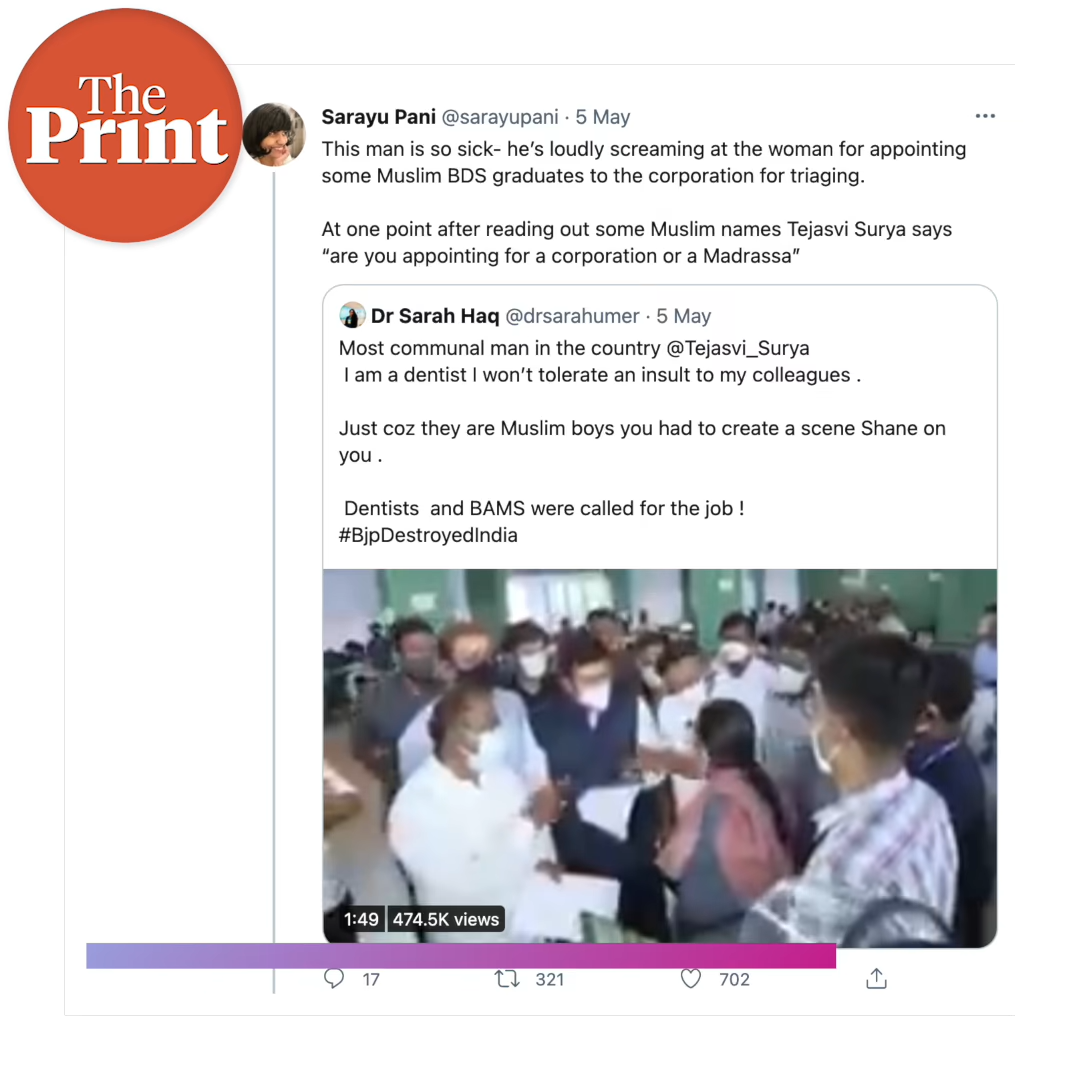 The
Print
Sarayu Pani @sarayupani · 5 May
This man is so sick- he's loudly screaming at the woman for appointing
some Muslim BDS graduates to the corporation for triaging.
At one point after reading out some Muslim names Tejasvi Surya says
“are you appointing for a corporation or a Madrassa”
Dr Sarah Haq @drsarahumer · 5 May
Most communal man in the country @Tejasvi_Surya
I am a dentist I won't tolerate an insult to my colleagues .
Just coz they are Muslim boys you had to create a scene Shane on
you .
Dentists  and BAMS were called for the job !
#BjpDestroyedIndia
1:49 474.5K views
17 321 702